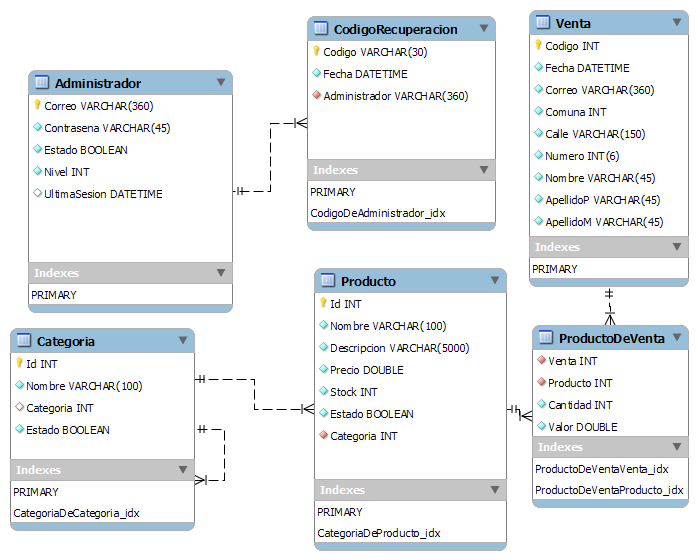 Administrador
Correo VARCHAR(360)
Contrasena VARCHAR(45)
Estado BOOLEAN
Nivel INT
UltimaSesion DATETIME
Indexes
PRIMARY
CodigoRecuperacion
Codigo VARCHAR(30)
Fecha DATETIME
Administrador VARCHAR(360)
Indexes
PRIMARY
CodigoDeAdministrador_idx
Venta
Codigo INT
Fecha DATETIME
Correo VARCHAR(360)
Comuna INT
Calle VARCHAR(150)
Numero INT(6)
Nombre VARCHAR(45)
ApellidoP VARCHAR(45)
ApellidoM VARCHAR(45)
Indexes
PRIMARY
Categoria
Id INT
Nombre VARCHAR(100)
Categoria INT
Estado BOOLEAN
Indexes
PRIMARY
CategoriaDeCategoria_idx
Producto
Id INT
Nombre VARCHAR(100)
Descripcion VARCHAR(5000)
Precio DOUBLE
Stock INT
Estado BOOLEAN
Categoria INT
Indexes
PRIMARY
CategoriaDeProducto_idx
ProductoDeVenta
Venta INT
Producto INT
Cantidad INT
Valor DOUBLE
Indexes
ProductoDeVentaVenta_idx
ProductoDeVentaProducto_idx